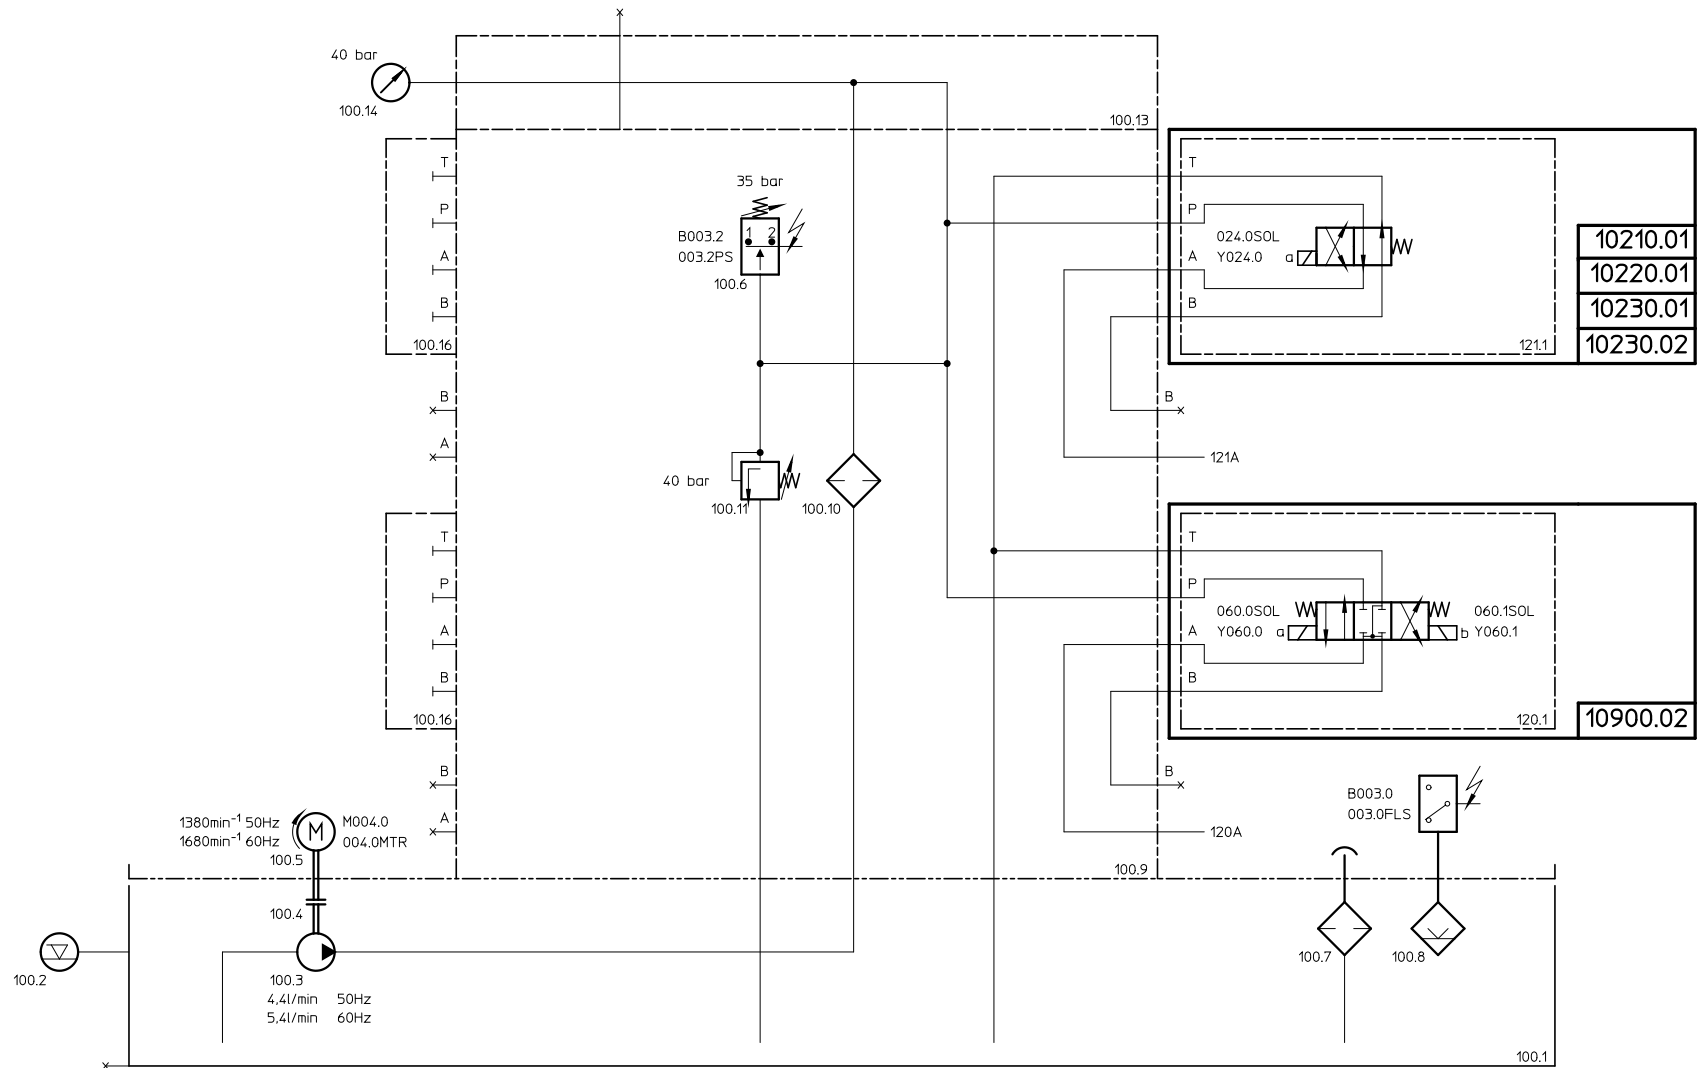 40 bar
100.14
100.13
T
P
A
B
100.16
B
A
35 bar
1 2
B003.2
003.2PS
100.6
40 bar
100.11
100.10
T
P
A
B
024.0SOL
Y024.0 a
121.1
10210.01
10220.01
10230.01
10230.02
B
121A
T
P
A
B
100.16
B
A
T
P
A
B
060.0SOL
Y060.0 a
060.1SOL
b Y060.1
120.1
10900.02
B
120A
B003.0
003.0FLS
1380min⁻¹ 50Hz
1680min⁻¹ 60Hz
M
M004.0
004.0MTR
100.5
100.9
100.4
100.2
100.3
4,4l/min 50Hz
5,4l/min 60Hz
100.7
100.8
100.1